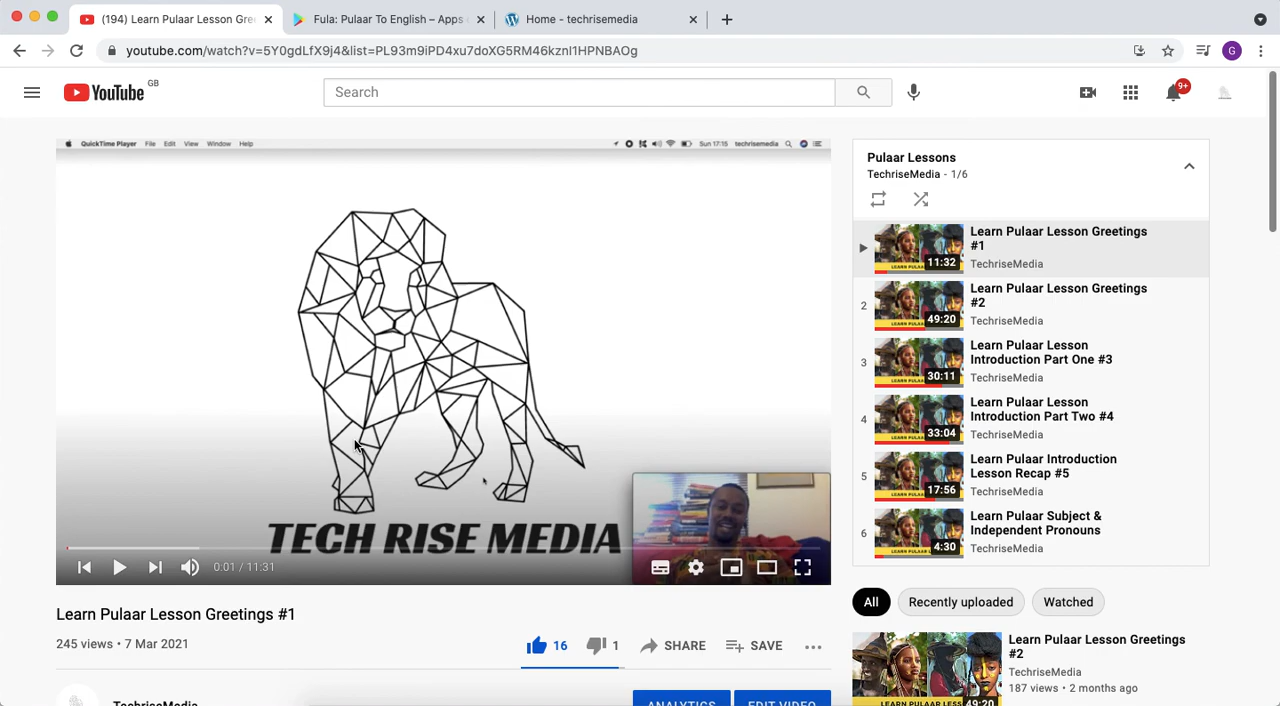 (194) Learn Pulaar Lesson Gre
Fula: Pulaar To English – Apps
Home - techrisemedia
youtube.com/watch?v=5Y0gdLfX9j4&list=PL93m9iPD4xu7doXG5RM46kznl1HPNBAOg
G
YouTube GB
Search
9+
QuickTime Player File Edit View Window Help
Sun 17:15 techrisemedia
TECH RISE MEDIA
0:01 / 11:31
Learn Pulaar Lesson Greetings #1
245 views • 7 Mar 2021
16
1
SHARE
SAVE
TechriseMedia
ANALYTICS
EDIT VIDEO
Pulaar Lessons
TechriseMedia - 1/6
11:32
Learn Pulaar Lesson Greetings
#1
TechriseMedia
2
49:20
Learn Pulaar Lesson Greetings
#2
TechriseMedia
3
30:11
Learn Pulaar Lesson
Introduction Part One #3
TechriseMedia
4
33:04
Learn Pulaar Lesson
Introduction Part Two #4
TechriseMedia
5
17:56
Learn Pulaar Introduction
Lesson Recap #5
TechriseMedia
6
4:30
Learn Pulaar Subject &
Independent Pronouns
TechriseMedia
All
Recently uploaded
Watched
49:20
Learn Pulaar Lesson Greetings
#2
TechriseMedia
187 views • 2 months ago